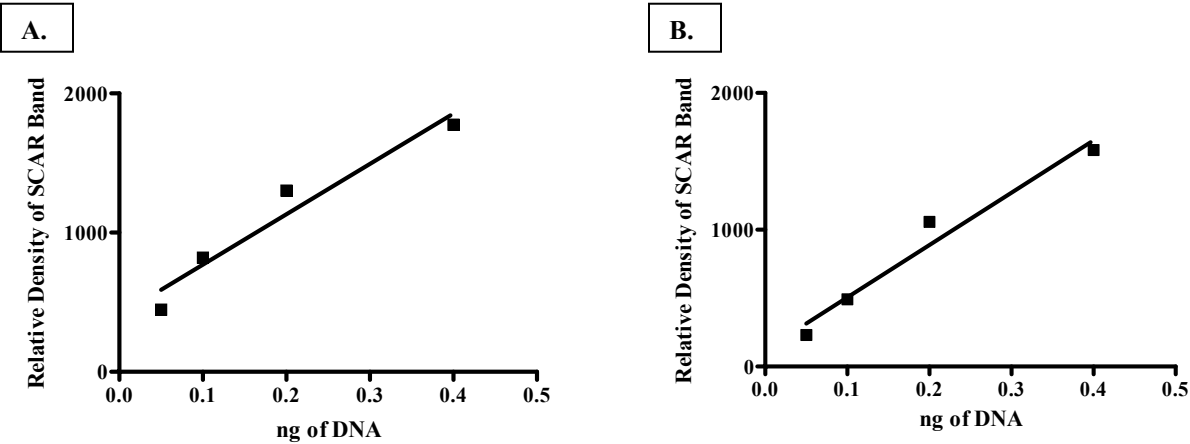 A.
Relative Density of SCAR Band
2000
1000
0
0.0 0.1 0.2 0.3 0.4 0.5
ng of DNA
B.
Relative Density of SCAR Band
2000
1000
0
0.0 0.1 0.2 0.3 0.4 0.5
ng of DNA